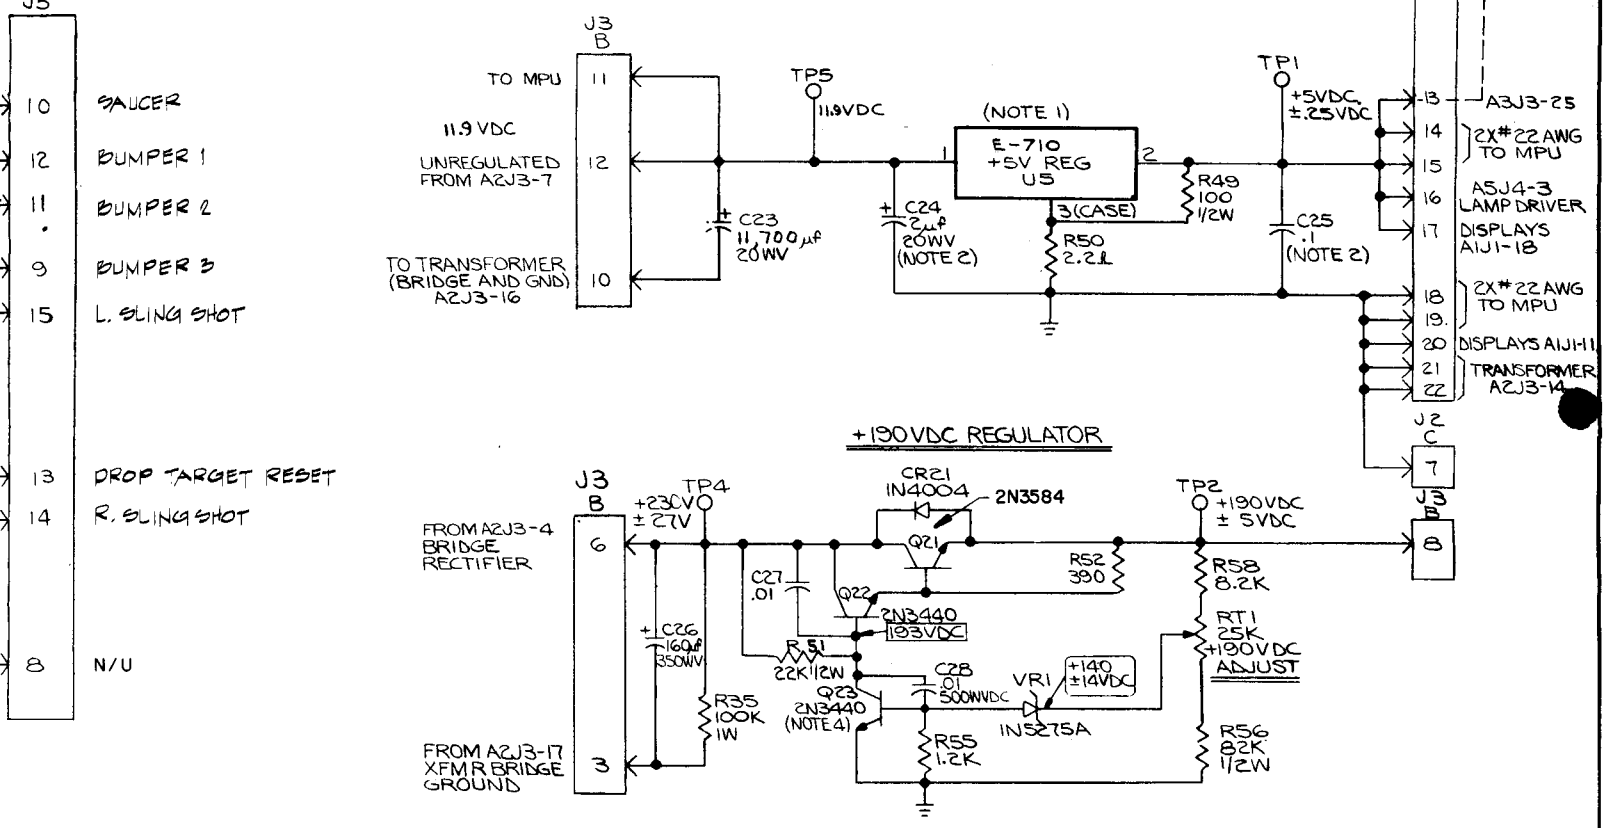 J5
10 SAUCER
12 BUMPER 1
11 BUMPER 2
9 BUMPER 3
15 L. SLING SHOT
13 DROP TARGET RESET
14 R. SLING SHOT
8 N/U
J3
B
TO MPU 11
11.9 VDC
UNREGULATED
FROM A2J3-7
12
TO TRANSFORMER
(BRIDGE AND GND)
A2J3-16
10
+ C23
11,700µf
20WV
TP5
11.9VDC
+ C24
2µf
20WV
(NOTE 2)
(NOTE 1)
1
E-710
+5V REG
U5
2
3(CASE)
R49
100
1/2W
R50
2.2Ω
TP1
+5VDC
±.25VDC
C25
.1
(NOTE 2)
13 A3J3-25
14
15
2X#22 AWG
TO MPU
16 A5J4-3
LAMP DRIVER
17 DISPLAYS
A1J1-18
18
19
2X#22 AWG
TO MPU
20 DISPLAYS A1J1-11
21
22
TRANSFORMER
A2J3-14
J2
C
7
J3
B
8
+190VDC REGULATOR
J3
B
FROM A2J3-4
BRIDGE
RECTIFIER
6
FROM A2J3-17
XFMR BRIDGE
GROUND
3
+230V
±27V
TP4
+ C26
160µf
350WV
R35
100K
1W
C27
.01
CR21
1N4004
2N3584
Q21
Q22
2N3440
193VDC
R51
22K 1/2W
Q23
2N3440
(NOTE 4)
C28
.01
500WVDC
R55
1.2K
VR1
1N5275A
+140
±14VDC
R52
390
TP2
+190VDC
± 5VDC
R58
8.2K
RT1
25K
+190VDC
ADJUST
R56
82K
1/2W